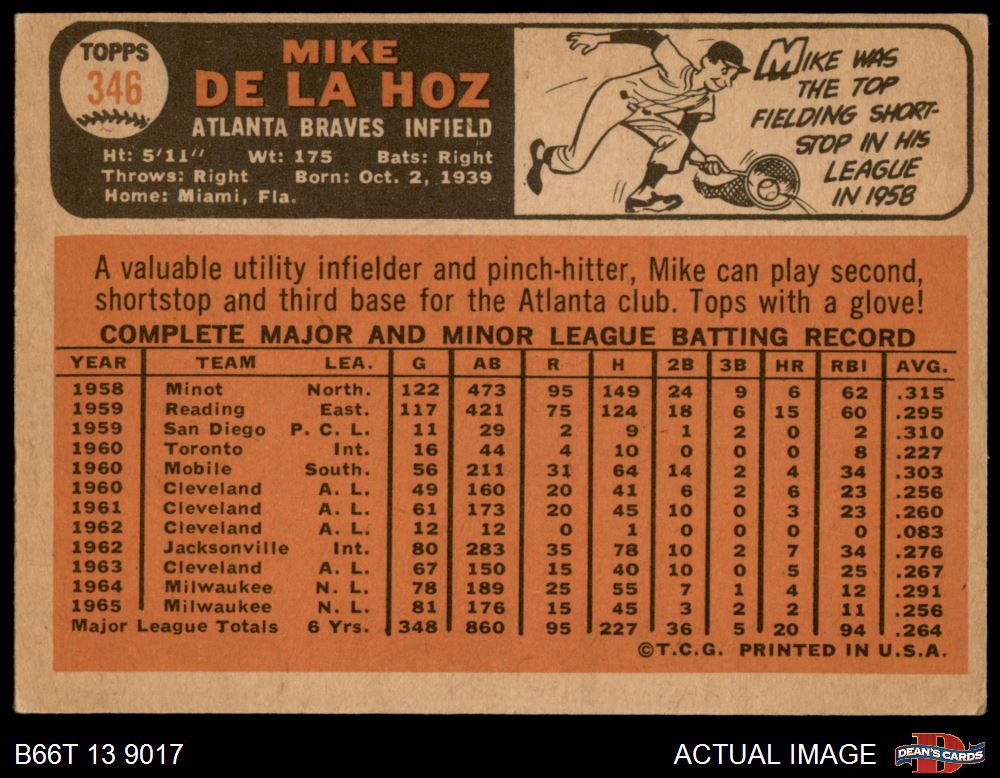 TOPPS
346
MIKE
DE LA HOZ
ATLANTA BRAVES INFIELD
Ht: 5'11" Wt: 175 Bats: Right
Throws: Right Born: Oct. 2, 1939
Home: Miami, Fla.
MIKE WAS
THE TOP
FIELDING SHORT-
STOP IN HIS
LEAGUE
IN 1958
A valuable utility infielder and pinch-hitter, Mike can play second,
shortstop and third base for the Atlanta club. Tops with a glove!
COMPLETE MAJOR AND MINOR LEAGUE BATTING RECORD
YEAR TEAM LEA. G AB R H 2B 3B HR RBI AVG.
1958 Minot North. 122 473 95 149 24 9 6 62 .315
1959 Reading East. 117 421 75 124 18 6 15 60 .295
1959 San Diego P. C. L. 11 29 2 9 1 2 0 2 .310
1960 Toronto Int. 16 44 4 10 0 0 0 8 .227
1960 Mobile South. 56 211 31 64 14 2 4 34 .303
1960 Cleveland A. L. 49 160 20 41 6 2 6 23 .256
1961 Cleveland A. L. 61 173 20 45 10 0 3 23 .260
1962 Cleveland A. L. 12 12 0 1 0 0 0 0 .083
1962 Jacksonville Int. 80 283 35 78 10 2 7 34 .276
1963 Cleveland A. L. 67 150 15 40 10 0 5 25 .267
1964 Milwaukee N. L. 78 189 25 55 7 1 4 12 .291
1965 Milwaukee N. L. 81 176 15 45 3 2 2 11 .256
Major League Totals 6 Yrs. 348 860 95 227 36 5 20 94 .264
©T.C.G. PRINTED IN U.S.A.
B66T 13 9017
ACTUAL IMAGE
D
DEAN'S CARDS